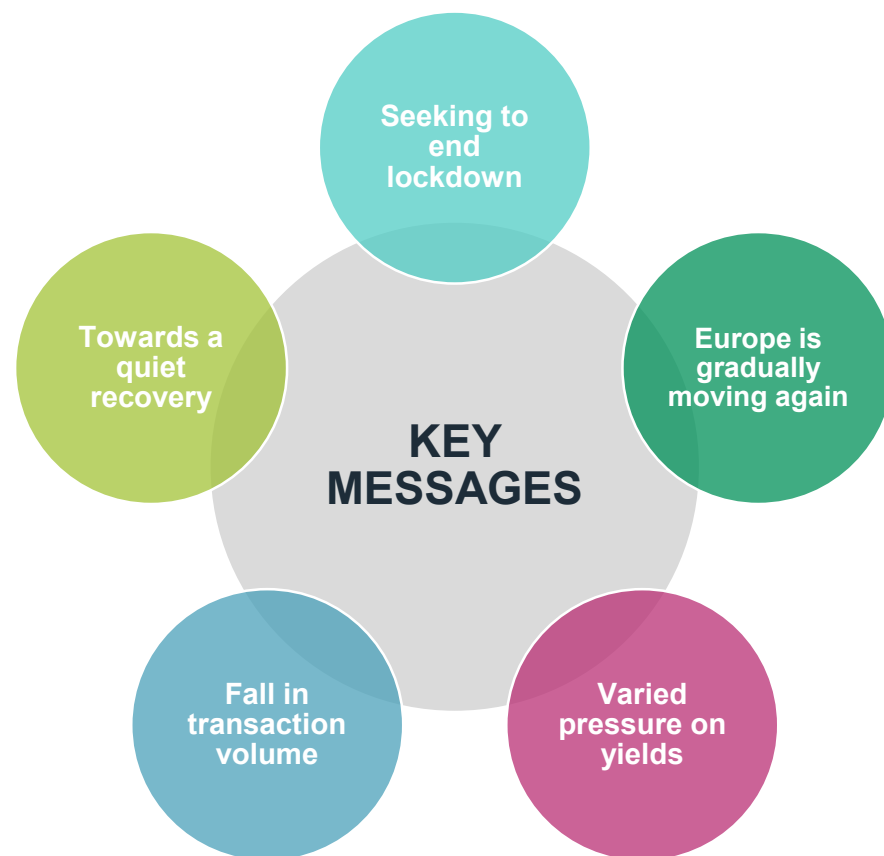 Seeking to
end
lockdown
Europe is
gradually
moving again
Varied
pressure on
yields
Fall in
transaction
volume
Towards a
quiet
recovery
KEY
MESSAGES